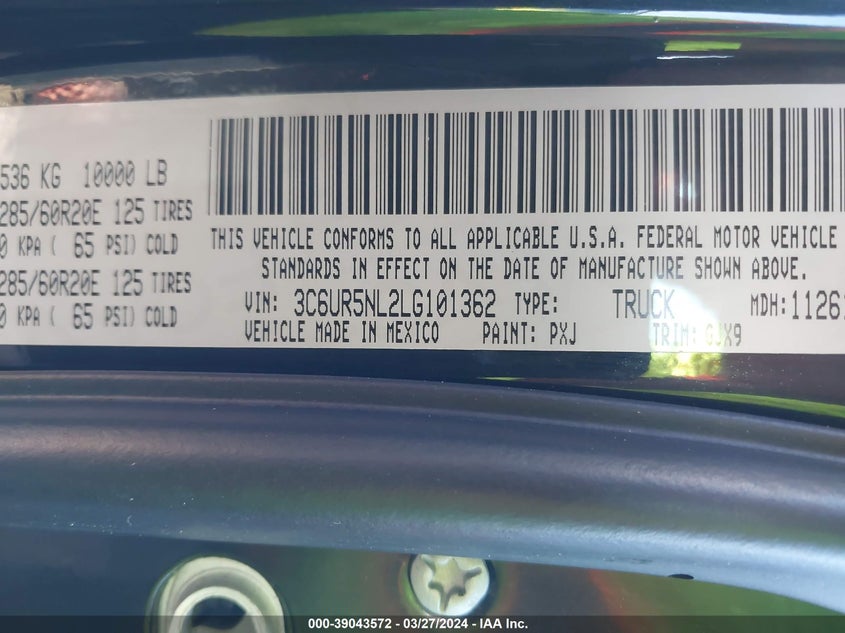 536 KG 10000 LB
285/60R20E 125 TIRES
0 KPA ( 65 PSI) COLD
285/60R20E 125 TIRES
0 KPA ( 65 PSI) COLD
THIS VEHICLE CONFORMS TO ALL APPLICABLE U.S.A. FEDERAL MOTOR VEHICLE
STANDARDS IN EFFECT ON THE DATE OF MANUFACTURE SHOWN ABOVE.
VIN: 3C6UR5NL2LG101362 TYPE: TRUCK MDH: 11261
VEHICLE MADE IN MEXICO PAINT: PXJ TRIM: GJX9
000-39043572 - 03/27/2024 - IAA Inc.